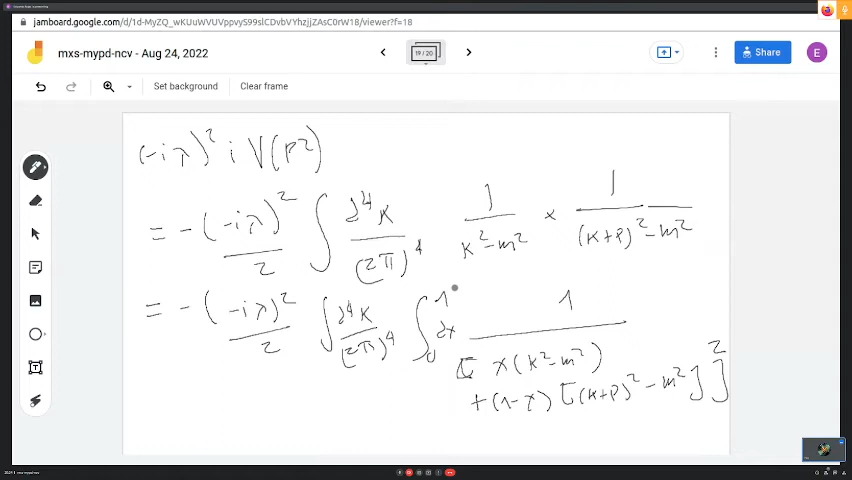 jamboard.google.com/d/1d-MyZQ_wKUuWVUVppvyS99slCDvbVYhzjjZAsC0rW18/viewer?f=18
mxs-mypd-ncv - Aug 24, 2022
19 / 20
Share
E
Set background
Clear frame
(-iλ)² i V(p²)
= - (-iλ)²/2 ∫ d⁴K/(2π)⁴ 1/(K²-m²) × 1/((K+P)²-m²)
= - (-iλ)²/2 ∫ d⁴K/(2π)⁴ ∫₀¹ dx 1/[x(K²-m²)
+(1-x)[(K+P)²-m²]]²